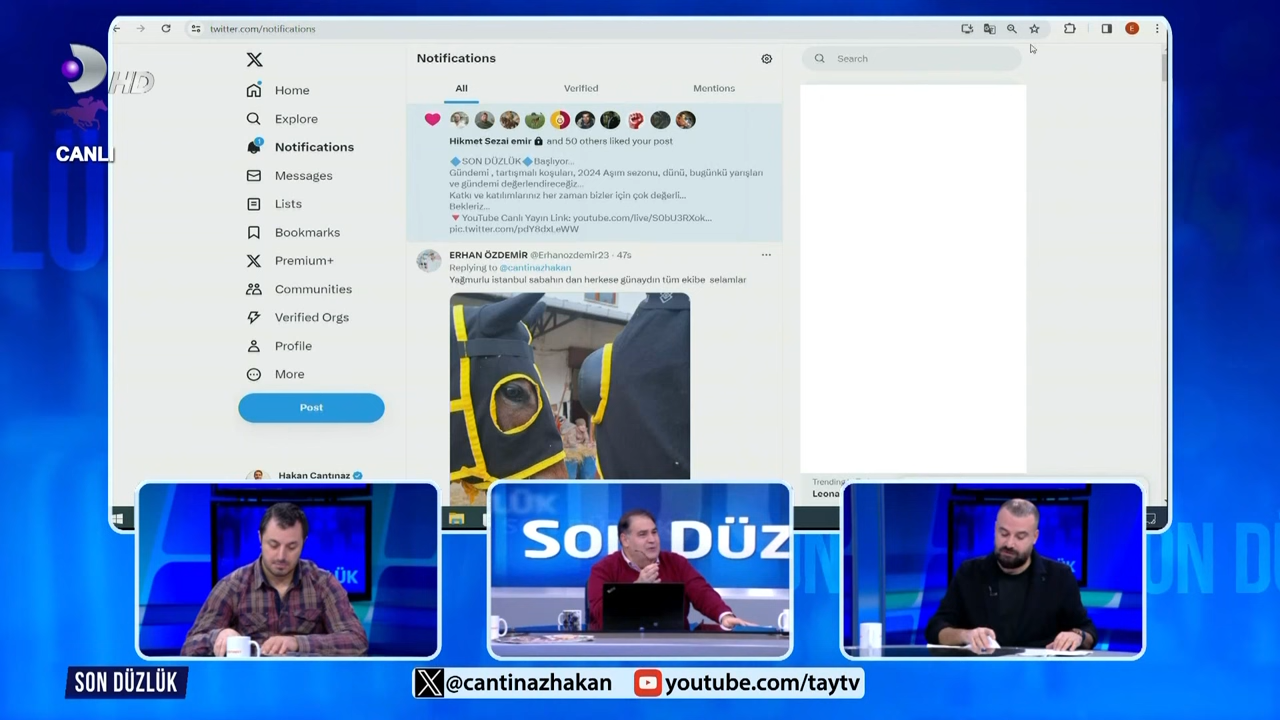 twitter.com/notifications
E
HD
CANLI
Home
Explore
Notifications
Messages
Lists
Bookmarks
Premium+
Communities
Verified Orgs
Profile
More
Post
Hakan Cantınaz
Notifications
All
Verified
Mentions
Hikmet Sezai emir and 50 others liked your post
🔷SON DÜZLÜK🔷Başlıyor...
Gündemi , tartışmalı koşuları, 2024 Aşım sezonu, dünü, bugünkü yarışları
ve gündemi değerlendireceğiz...
Katkı ve katılımlarınız her zaman bizler için çok değerli...
Bekleriz...
🔻YouTube Canlı Yayın Link: youtube.com/live/S0bU3RXok...
pic.twitter.com/pdY8dxLeWW
ERHAN ÖZDEMİR @Erhanozdemir23 · 47s
Replying to @cantinazhakan
Yağmurlu istanbul sabahın dan herkese günaydın tüm ekibe selamlar
Search
Trending
Leona
SON DÜZ
SON DÜZLÜK
@cantinazhakan
youtube.com/taytv